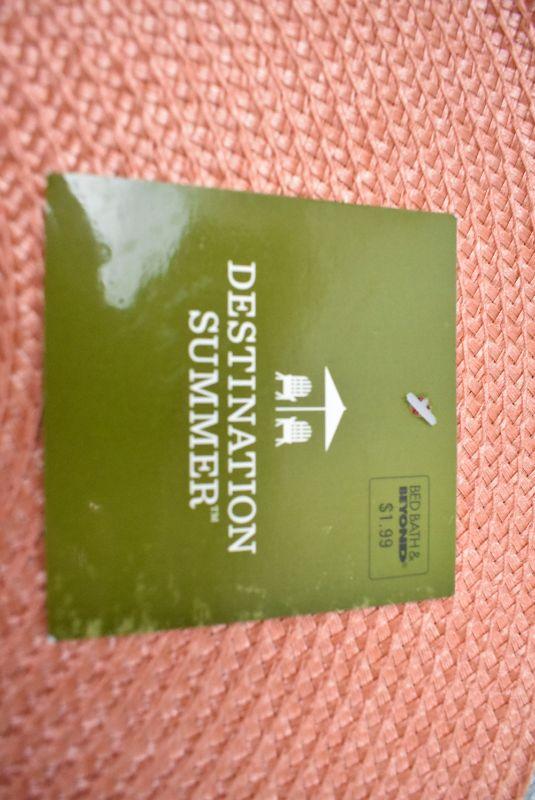 BED BATH &
BEYOND®
$1.99
DESTINATION
SUMMER™